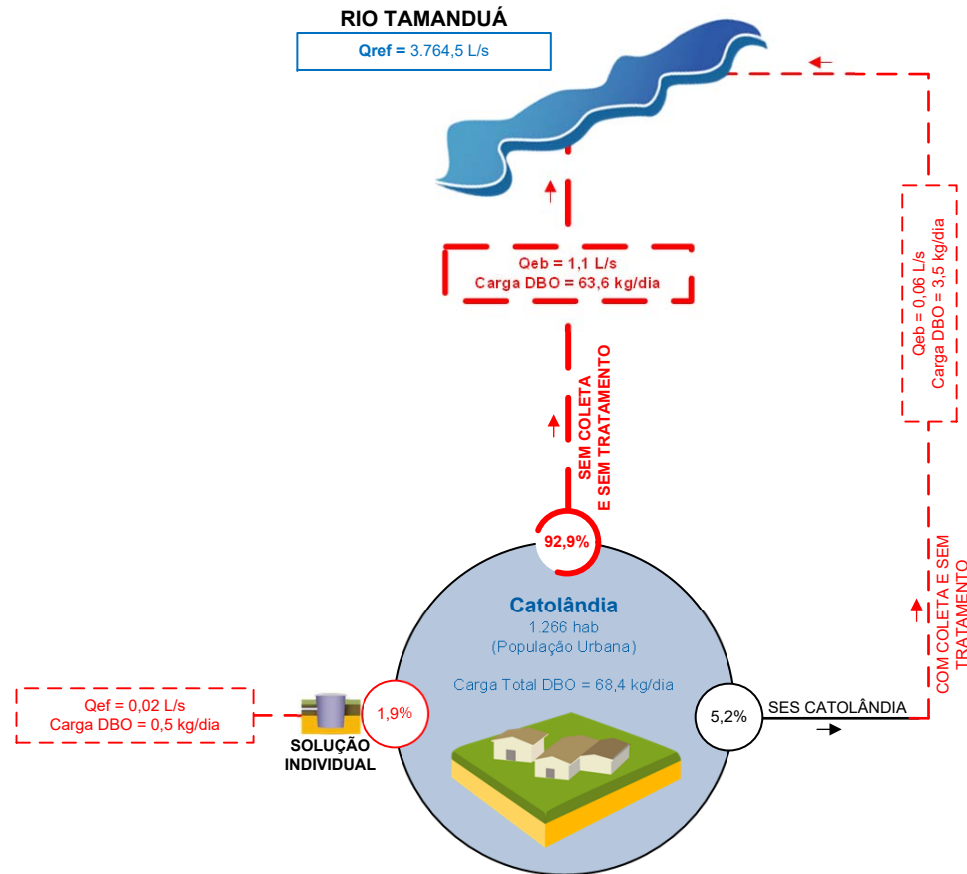 RIO TAMANDUÁ
Qref = 3.764,5 L/s
Qeb = 1,1 L/s
Carga DBO = 63,6 kg/dia
Qeb = 0,06 L/s
Carga DBO = 3,5 kg/dia
SEM COLETA
E SEM TRATAMENTO
COM COLETA E SEM
TRATAMENTO
92,9%
Catolândia
1.266 hab
(População Urbana)
Carga Total DBO = 68,4 kg/dia
Qef = 0,02 L/s
Carga DBO = 0,5 kg/dia
1,9%
SOLUÇÃO
INDIVIDUAL
5,2%
SES CATOLÂNDIA